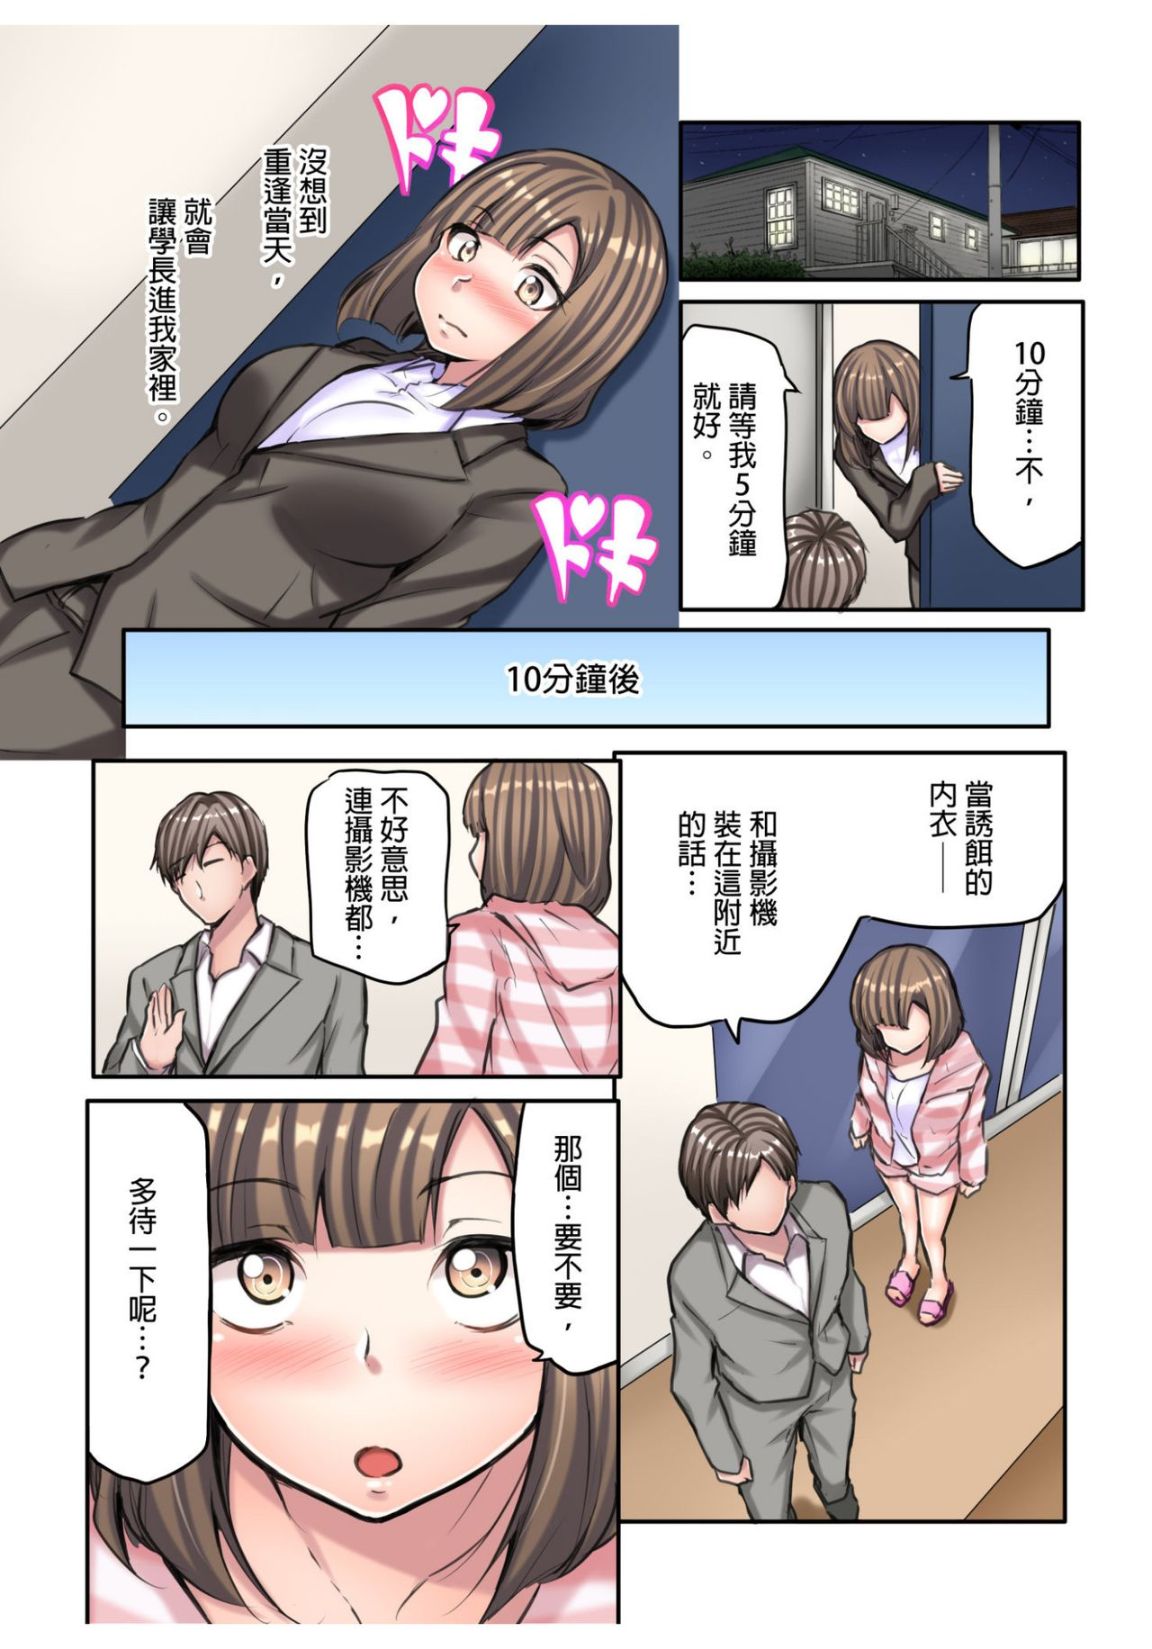 10分鐘…不，
請等我5分鐘
就好。
ドキ
沒想到
重逢當天，
就會
讓學長進我家裡。
ドキ
10分鐘後
當誘餌的
內衣──
和攝影機
裝在這附近
的話…
不好意思，
連攝影機都…
那個…要不要，
多待一下呢…？